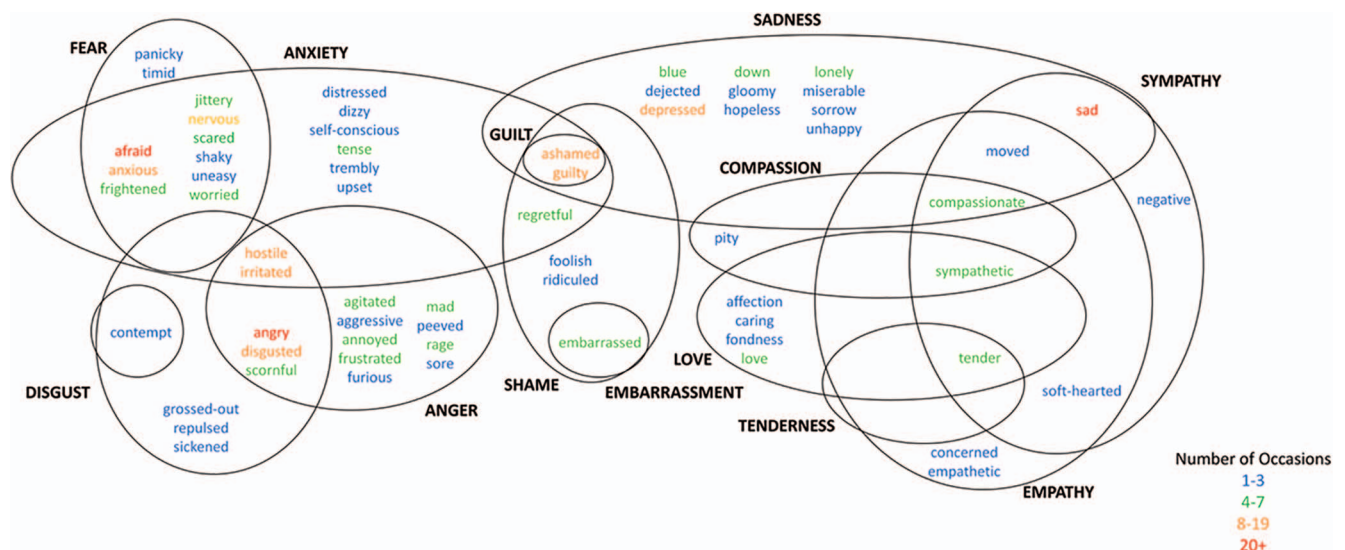 FEAR
panicky
timid
ANXIETY
jittery
nervous
scared
shaky
uneasy
worried
afraid
anxious
frightened
distressed
dizzy
self-conscious
tense
trembly
upset
hostile
irritated
contempt
angry
disgusted
scornful
agitated
aggressive
annoyed
frustrated
furious
mad
peeved
rage
sore
DISGUST
grossed-out
repulsed
sickened
ANGER
SADNESS
blue
dejected
depressed
down
gloomy
hopeless
lonely
miserable
sorrow
unhappy
GUILT
ashamed
guilty
regretful
foolish
ridiculed
embarrassed
SHAME
EMBARRASSMENT
SYMPATHY
sad
moved
negative
COMPASSION
compassionate
pity
sympathetic
affection
caring
fondness
love
LOVE
tender
soft-hearted
TENDERNESS
concerned
empathetic
EMPATHY
Number of Occasions
1-3
4-7
8-19
20+